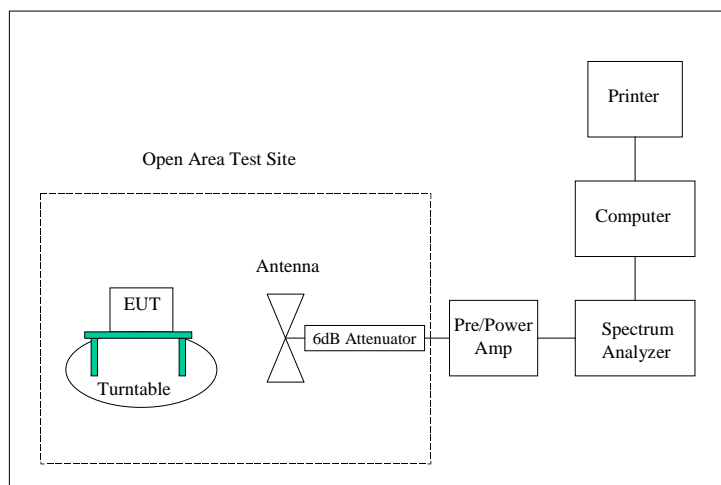 Printer
Open Area Test Site
Computer
Antenna
EUT
6dB Attenuator
Pre/Power
Amp
Spectrum
Analyzer
Turntable